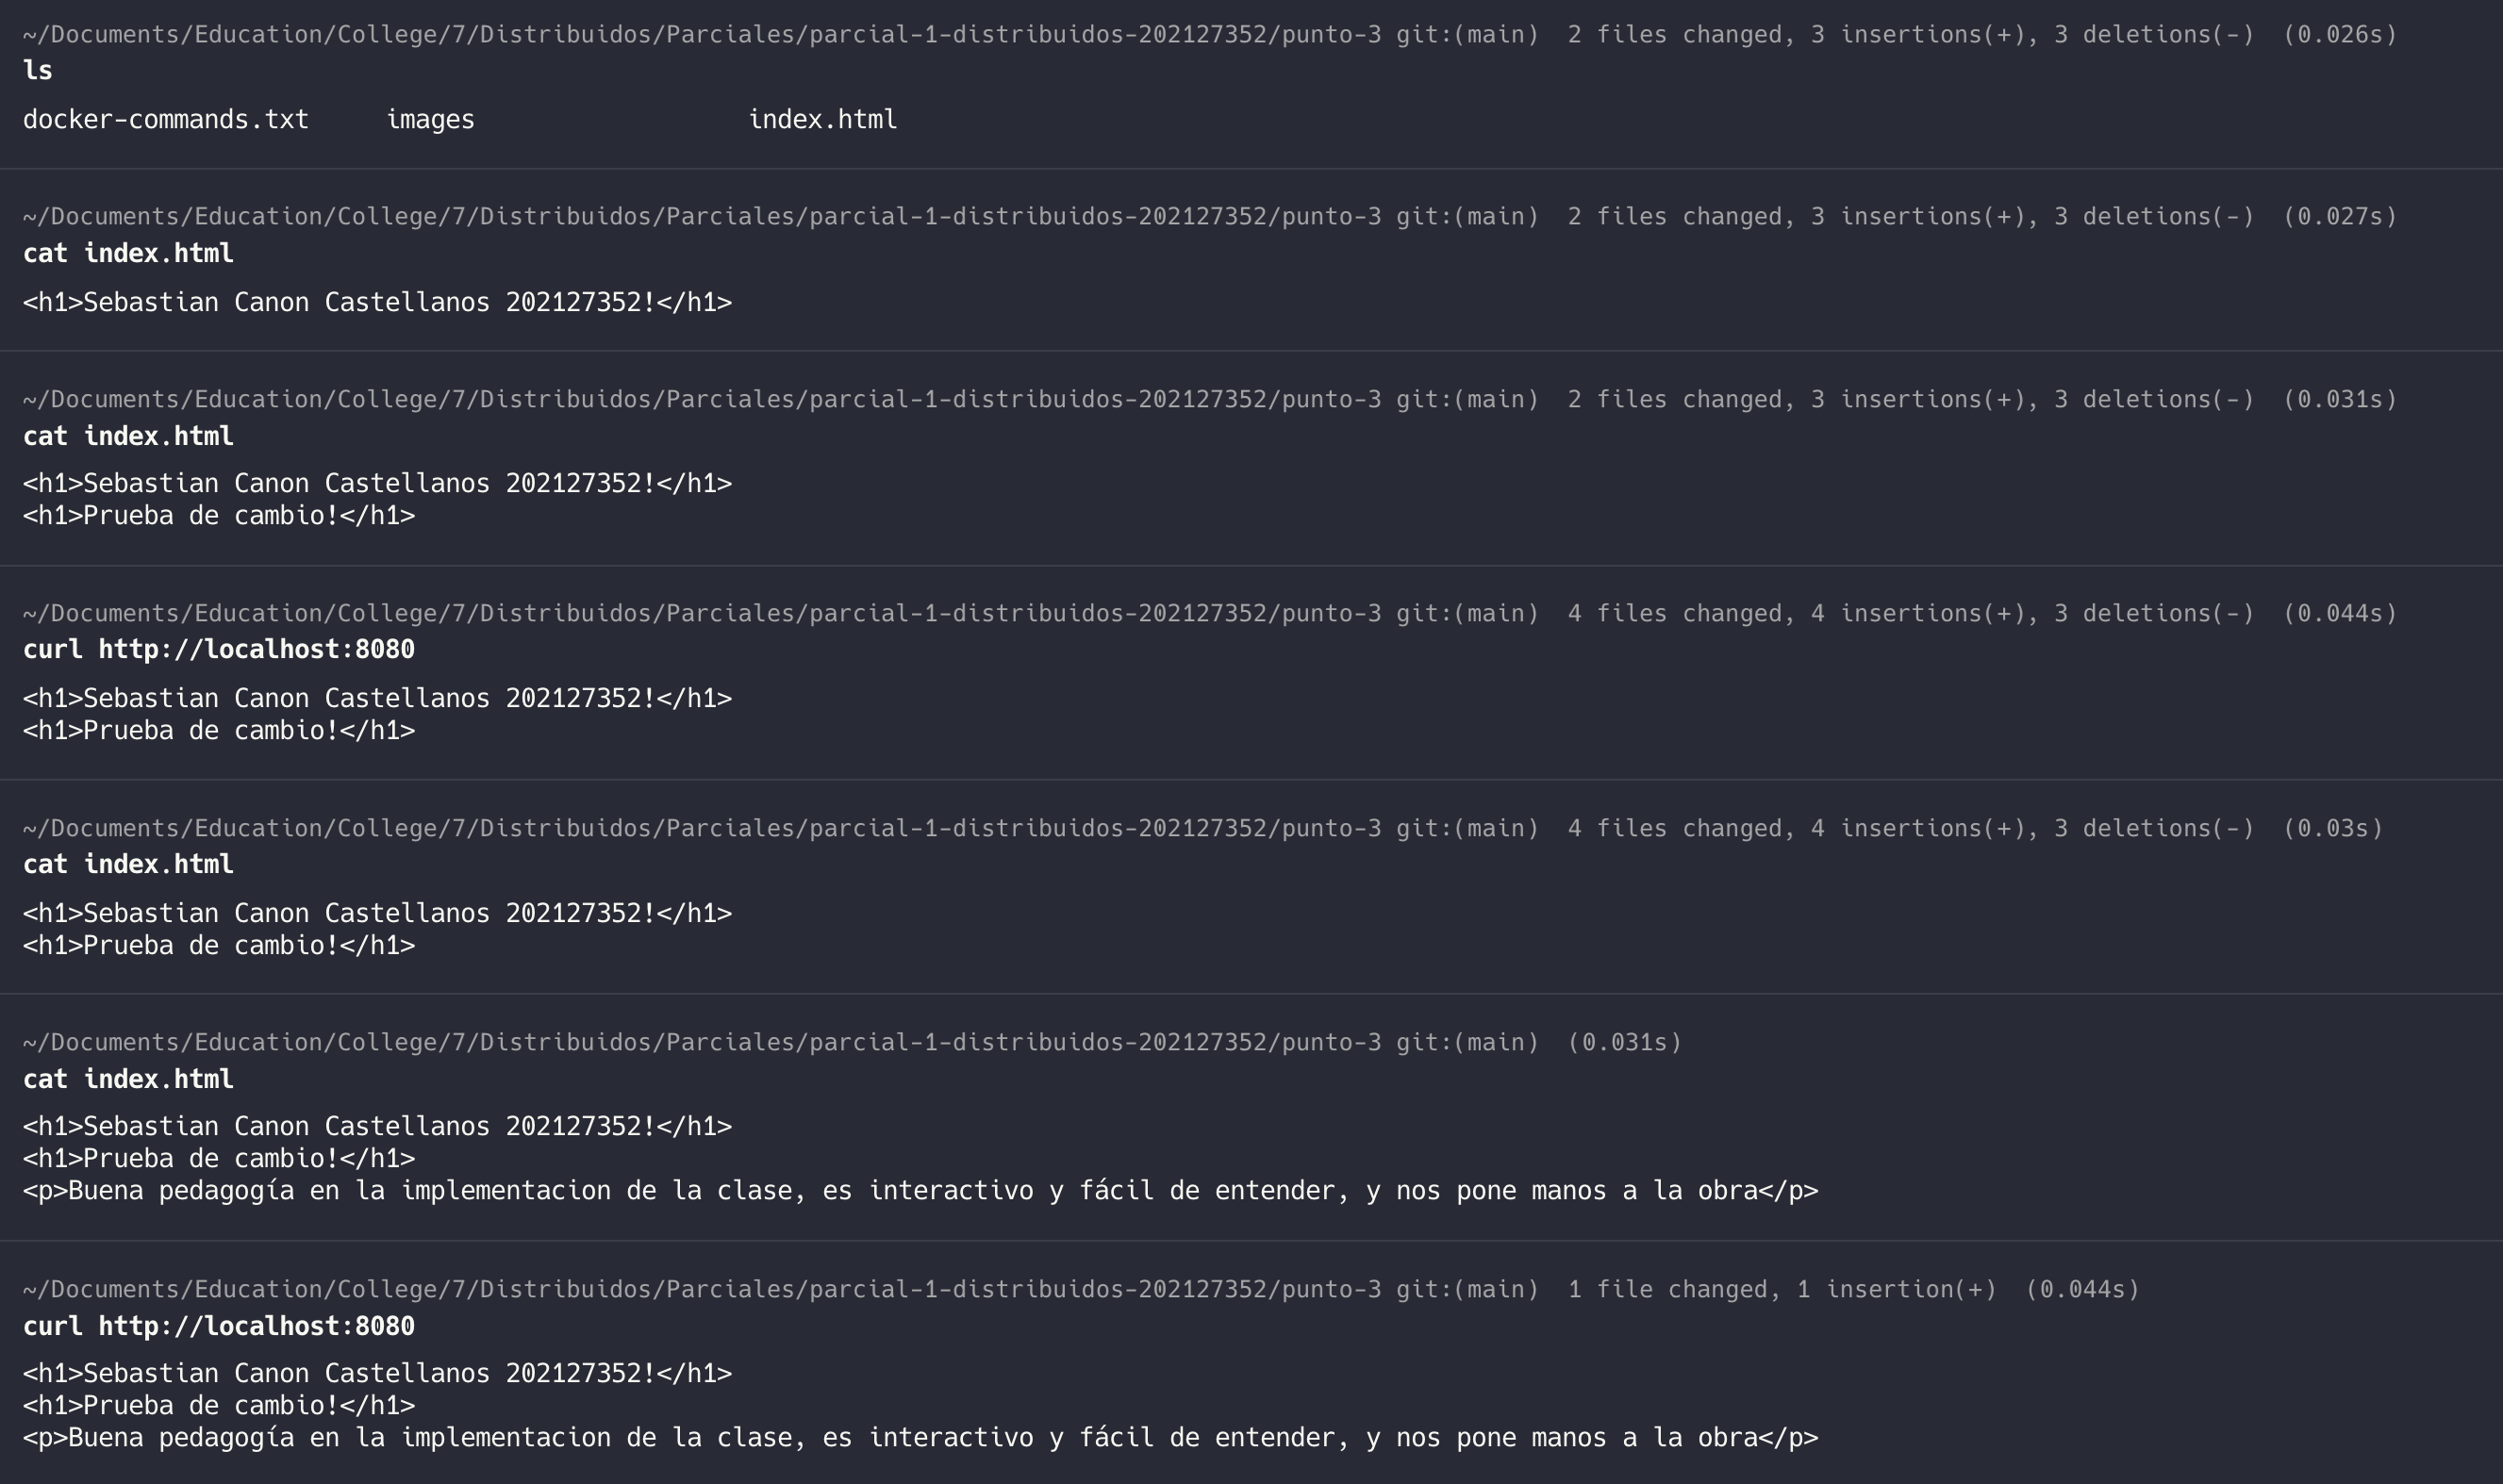 ~/Documents/Education/College/7/Distribuidos/Parciales/parcial-1-distribuidos-202127352/punto-3 git:(main)  2 files changed, 3 insertions(+), 3 deletions(-)  (0.026s)
ls
docker-commands.txt     images                  index.html
~/Documents/Education/College/7/Distribuidos/Parciales/parcial-1-distribuidos-202127352/punto-3 git:(main)  2 files changed, 3 insertions(+), 3 deletions(-)  (0.027s)
cat index.html
<h1>Sebastian Canon Castellanos 202127352!</h1>
~/Documents/Education/College/7/Distribuidos/Parciales/parcial-1-distribuidos-202127352/punto-3 git:(main)  2 files changed, 3 insertions(+), 3 deletions(-)  (0.031s)
cat index.html
<h1>Sebastian Canon Castellanos 202127352!</h1>
<h1>Prueba de cambio!</h1>
~/Documents/Education/College/7/Distribuidos/Parciales/parcial-1-distribuidos-202127352/punto-3 git:(main)  4 files changed, 4 insertions(+), 3 deletions(-)  (0.044s)
curl http://localhost:8080
<h1>Sebastian Canon Castellanos 202127352!</h1>
<h1>Prueba de cambio!</h1>
~/Documents/Education/College/7/Distribuidos/Parciales/parcial-1-distribuidos-202127352/punto-3 git:(main)  4 files changed, 4 insertions(+), 3 deletions(-)  (0.03s)
cat index.html
<h1>Sebastian Canon Castellanos 202127352!</h1>
<h1>Prueba de cambio!</h1>
~/Documents/Education/College/7/Distribuidos/Parciales/parcial-1-distribuidos-202127352/punto-3 git:(main)  (0.031s)
cat index.html
<h1>Sebastian Canon Castellanos 202127352!</h1>
<h1>Prueba de cambio!</h1>
<p>Buena pedagogía en la implementacion de la clase, es interactivo y fácil de entender, y nos pone manos a la obra</p>
~/Documents/Education/College/7/Distribuidos/Parciales/parcial-1-distribuidos-202127352/punto-3 git:(main)  1 file changed, 1 insertion(+)  (0.044s)
curl http://localhost:8080
<h1>Sebastian Canon Castellanos 202127352!</h1>
<h1>Prueba de cambio!</h1>
<p>Buena pedagogía en la implementacion de la clase, es interactivo y fácil de entender, y nos pone manos a la obra</p>